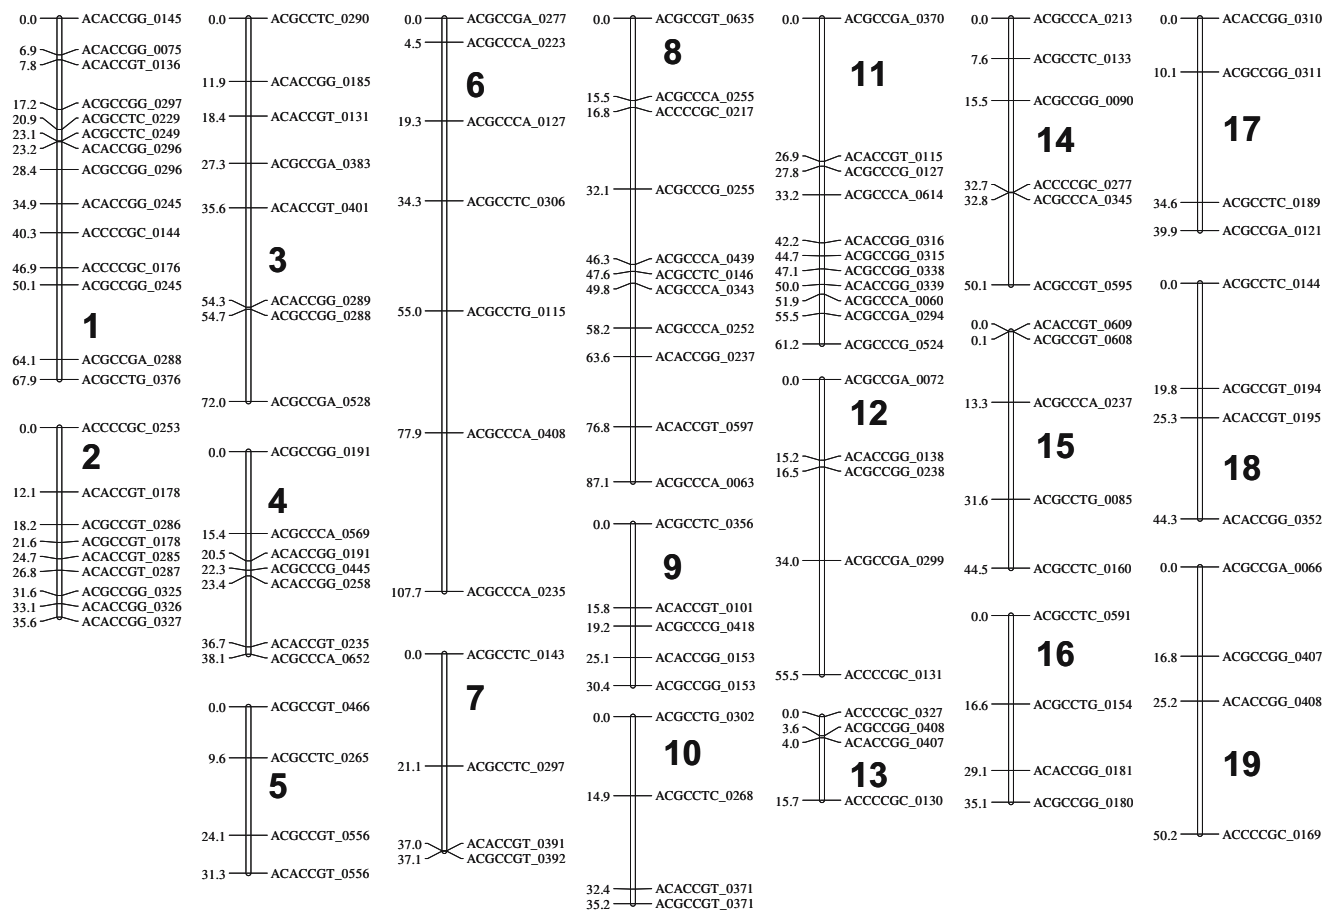 0.0 ACACCGG_0145
6.9 ACACCGG_0075
7.8 ACACCGT_0136
17.2 ACGCCGG_0297
20.9 ACGCCTC_0229
23.1 ACGCCTC_0249
23.2 ACACCGG_0296
28.4 ACGCCGG_0296
34.9 ACACCGG_0245
40.3 ACCCCGC_0144
46.9 ACCCCGC_0176
50.1 ACGCCGG_0245
1
64.1 ACGCCGA_0288
67.9 ACGCCTG_0376
0.0 ACCCCGC_0253
2
12.1 ACACCGT_0178
18.2 ACGCCGT_0286
21.6 ACGCCGT_0178
24.7 ACACCGT_0285
26.8 ACACCGT_0287
31.6 ACGCCGG_0325
33.1 ACACCGG_0326
35.6 ACACCGG_0327
0.0 ACGCCTC_0290
11.9 ACACCGG_0185
18.4 ACACCGT_0131
27.3 ACGCCGA_0383
35.6 ACACCGT_0401
3
54.3 ACACCGG_0289
54.7 ACGCCGG_0288
72.0 ACGCCGA_0528
0.0 ACGCCGG_0191
4
15.4 ACGCCCA_0569
20.5 ACACCGG_0191
22.3 ACGCCCG_0445
23.4 ACACCGG_0258
36.7 ACACCGT_0235
38.1 ACGCCCA_0652
0.0 ACGCCGT_0466
9.6 ACGCCTC_0265
5
24.1 ACGCCGT_0556
31.3 ACACCGT_0556
0.0 ACGCCGA_0277
4.5 ACGCCCA_0223
6
19.3 ACGCCCA_0127
34.3 ACGCCTC_0306
55.0 ACGCCTG_0115
77.9 ACGCCCA_0408
107.7 ACGCCCA_0235
0.0 ACGCCTC_0143
7
21.1 ACGCCTC_0297
37.0 ACACCGT_0391
37.1 ACGCCGT_0392
0.0 ACGCCGT_0635
8
15.5 ACGCCCA_0255
16.8 ACCCCGC_0217
32.1 ACGCCCG_0255
46.3 ACGCCCA_0439
47.6 ACGCCTC_0146
49.8 ACGCCCA_0343
58.2 ACGCCCA_0252
63.6 ACACCGG_0237
76.8 ACACCGT_0597
87.1 ACGCCCA_0063
0.0 ACGCCTC_0356
9
15.8 ACACCGT_0101
19.2 ACGCCCG_0418
25.1 ACACCGG_0153
30.4 ACGCCGG_0153
0.0 ACGCCTG_0302
10
14.9 ACGCCTC_0268
32.4 ACACCGT_0371
35.2 ACGCCGT_0371
0.0 ACGCCGA_0370
11
26.9 ACACCGT_0115
27.8 ACGCCCG_0127
33.2 ACGCCCA_0614
42.2 ACACCGG_0316
44.7 ACGCCGG_0315
47.1 ACGCCGG_0338
50.0 ACACCGG_0339
51.9 ACGCCCA_0060
55.5 ACGCCGA_0294
61.2 ACGCCCG_0524
0.0 ACGCCGA_0072
12
15.2 ACACCGG_0138
16.5 ACGCCGG_0238
34.0 ACGCCGA_0299
55.5 ACCCCGC_0131
0.0 ACCCCGC_0327
3.6 ACGCCGG_0408
4.0 ACACCGG_0407
13
15.7 ACCCCGC_0130
0.0 ACGCCCA_0213
7.6 ACGCCTC_0133
15.5 ACGCCGG_0090
14
32.7 ACCCCGC_0277
32.8 ACGCCCA_0345
50.1 ACGCCGT_0595
0.0 ACACCGT_0609
0.1 ACGCCGT_0608
13.3 ACGCCCA_0237
15
31.6 ACGCCTG_0085
44.5 ACGCCTC_0160
0.0 ACGCCTC_0591
16
16.6 ACGCCTG_0154
29.1 ACACCGG_0181
35.1 ACGCCGG_0180
0.0 ACACCGG_0310
10.1 ACGCCGG_0311
17
34.6 ACGCCTC_0189
39.9 ACGCCGA_0121
0.0 ACGCCTC_0144
19.8 ACGCCGT_0194
25.3 ACACCGT_0195
18
44.3 ACACCGG_0352
0.0 ACGCCGA_0066
16.8 ACGCCGG_0407
25.2 ACACCGG_0408
19
50.2 ACCCCGC_0169